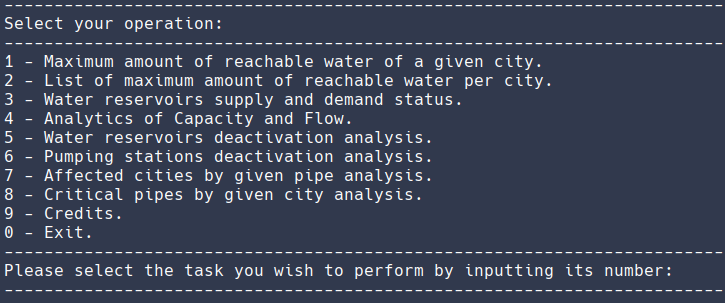 --------------------------------------------------------------------------------
Select your operation:
--------------------------------------------------------------------------------
1 - Maximum amount of reachable water of a given city.
2 - List of maximum amount of reachable water per city.
3 - Water reservoirs supply and demand status.
4 - Analytics of Capacity and Flow.
5 - Water reservoirs deactivation analysis.
6 - Pumping stations deactivation analysis.
7 - Affected cities by given pipe analysis.
8 - Critical pipes by given city analysis.
9 - Credits.
0 - Exit.
--------------------------------------------------------------------------------
Please select the task you wish to perform by inputting its number:
--------------------------------------------------------------------------------